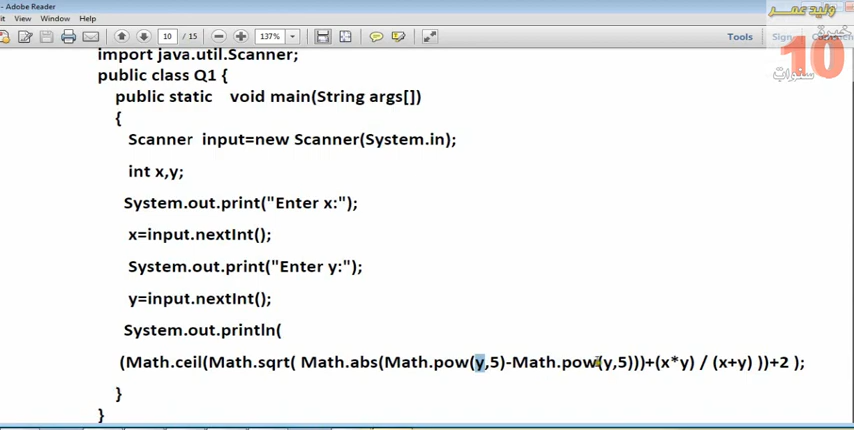 Adobe Reader
View Window Help
10 / 15 137% Tools Sign
وليد عمر
خبرة
10
سنوات
import java.util.Scanner;
public class Q1 {
public static void main(String args[])
{
Scanner input=new Scanner(System.in);
int x,y;
System.out.print("Enter x:");
x=input.nextInt();
System.out.print("Enter y:");
y=input.nextInt();
System.out.println(
(Math.ceil(Math.sqrt( Math.abs(Math.pow(y,5)-Math.pow(y,5)))+(x*y) / (x+y) ))+2 );
}
}